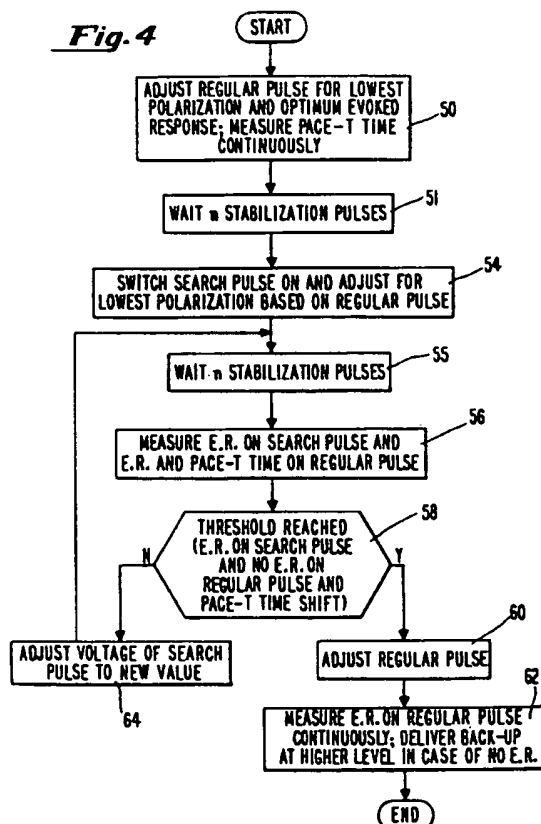 Fig. 4
START
ADJUST REGULAR PULSE FOR LOWEST
POLARIZATION AND OPTIMUM EVOKED
RESPONSE; MEASURE PACE-T TIME
CONTINUOUSLY
50
WAIT n STABILIZATION PULSES
51
SWITCH SEARCH PULSE ON AND ADJUST FOR
LOWEST POLARIZATION BASED ON REGULAR PULSE
54
WAIT n STABILIZATION PULSES
55
MEASURE E.R. ON SEARCH PULSE AND
E.R. AND PACE-T TIME ON REGULAR PULSE
56
THRESHOLD REACHED
(E.R. ON SEARCH PULSE
AND NO E.R. ON
REGULAR PULSE AND
PACE-T TIME SHIFT)
58
N
Y
ADJUST VOLTAGE OF SEARCH
PULSE TO NEW VALUE
64
ADJUST REGULAR PULSE
60
MEASURE E.R. ON REGULAR PULSE
CONTINUOUSLY; DELIVER BACK-UP
AT HIGHER LEVEL IN CASE OF NO E.R.
62
END